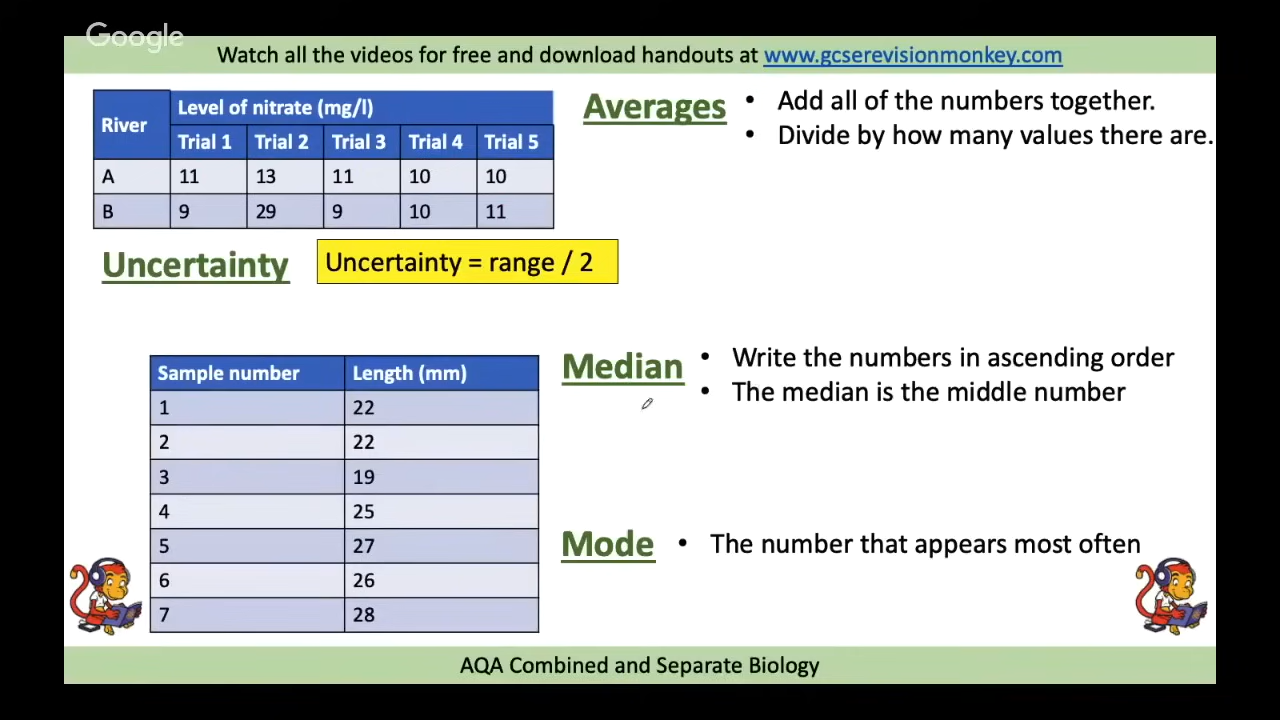 Google
Watch all the videos for free and download handouts at www.gcserevisionmonkey.com
River
Level of nitrate (mg/l)
Trial 1 Trial 2 Trial 3 Trial 4 Trial 5
A 11 13 11 10 10
B 9 29 9 10 11
Averages
• Add all of the numbers together.
• Divide by how many values there are.
Uncertainty
Uncertainty = range / 2
Sample number Length (mm)
1 22
2 22
3 19
4 25
5 27
6 26
7 28
Median
• Write the numbers in ascending order
• The median is the middle number
Mode
• The number that appears most often
AQA Combined and Separate Biology